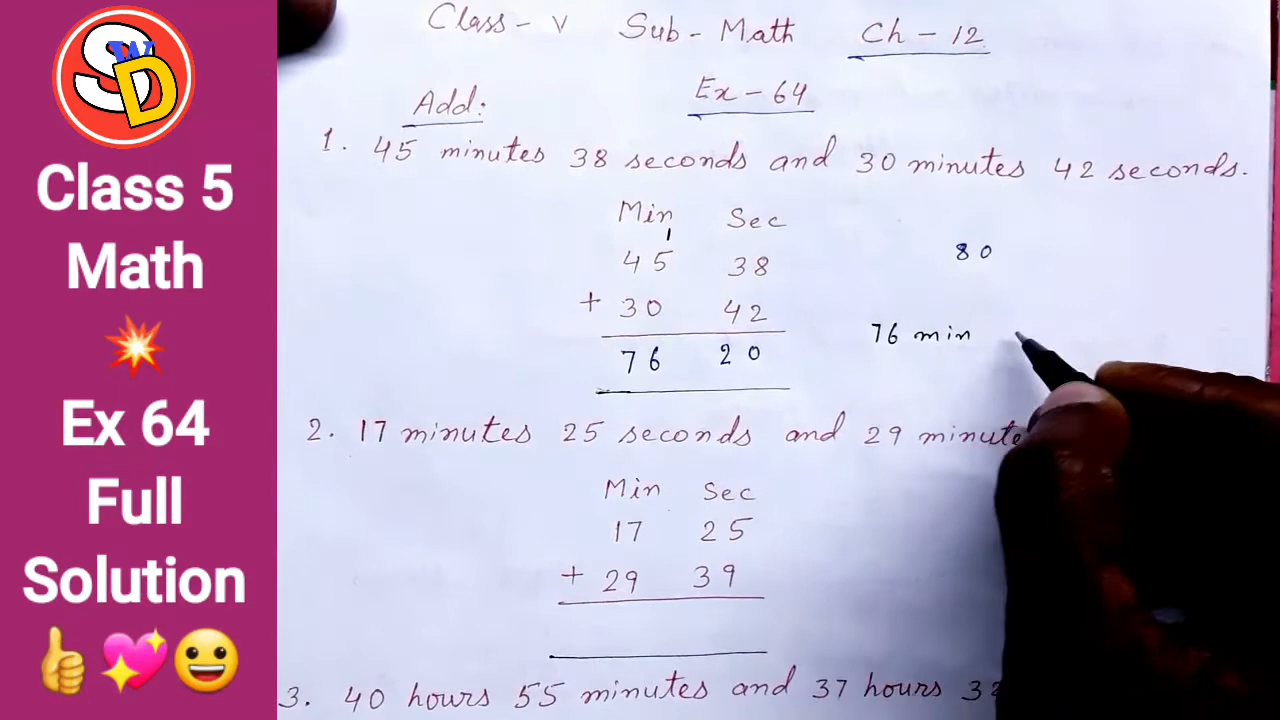 SWD
Class 5
Math
Ex 64
Full
Solution
Class - V Sub - Math Ch - 12
Add: Ex - 64
1. 45 minutes 38 seconds and 30 minutes 42 seconds.
Min Sec
1
45 38
80
+ 30 42
76 20
76 min
2. 17 minutes 25 seconds and 29 minute
Min Sec
17 25
+ 29 39
3. 40 hours 55 minutes and 37 hours